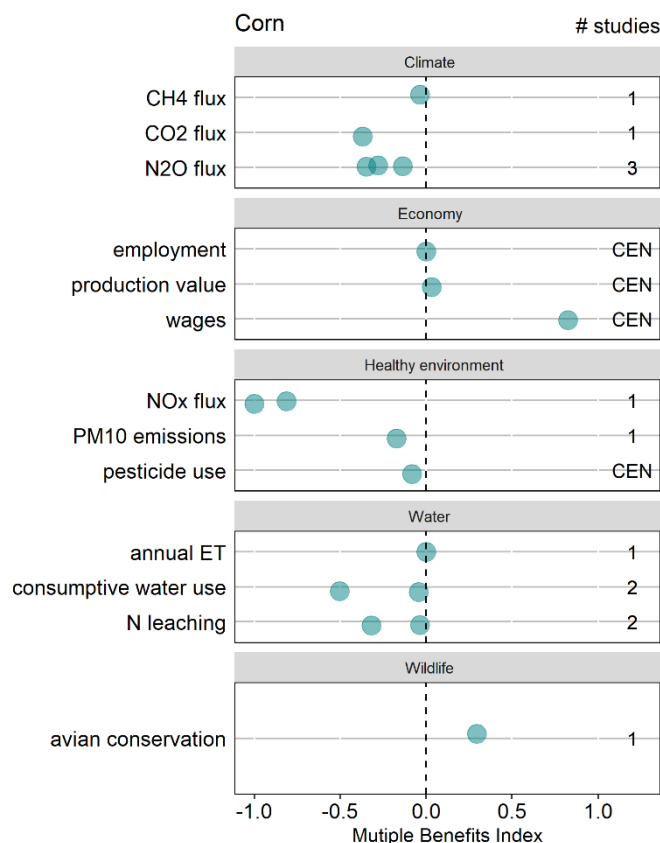 Corn # studies
Climate
CH4 flux 1
CO2 flux 1
N2O flux 3
Economy
employment CEN
production value CEN
wages CEN
Healthy environment
NOx flux 1
PM10 emissions 1
pesticide use CEN
Water
annual ET 1
consumptive water use 2
N leaching 2
Wildlife
avian conservation 1
-1.0 -0.5 0.0 0.5 1.0
Mutiple Benefits Index